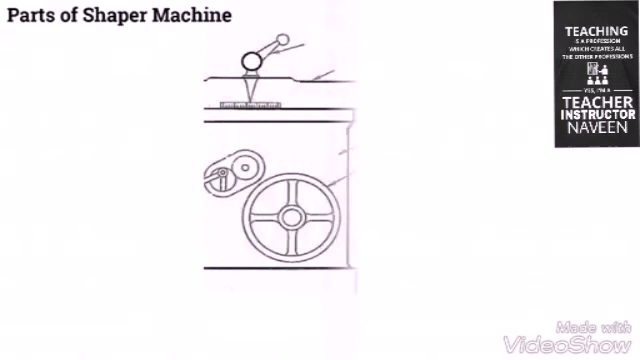 Parts of Shaper Machine
TEACHING
IS A PROFESSION
WHICH CREATES ALL
THE OTHER PROFESSIONS
YES, I'M A
TEACHER
INSTRUCTOR
NAVEEN
Made with
VideoShow